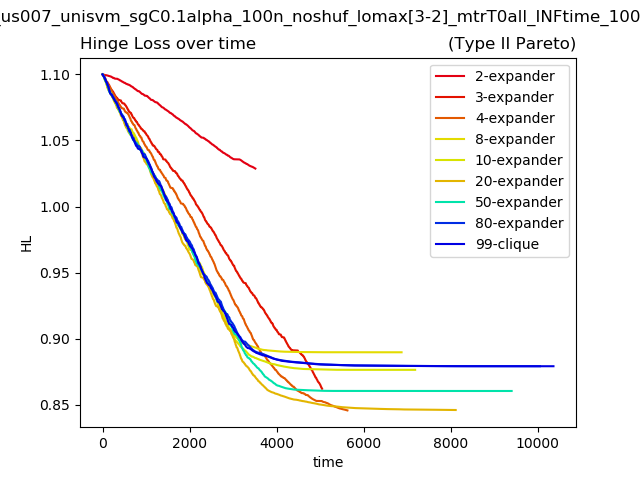 _us007_unisvm_sgC0.1alpha_100n_noshuf_lomax[3-2]_mtrT0all_INFtime_100
Hinge Loss over time (Type II Pareto)
1.10
1.05
1.00
0.95
0.90
0.85
HL
2-expander
3-expander
4-expander
8-expander
10-expander
20-expander
50-expander
80-expander
99-clique
0 2000 4000 6000 8000 10000
time